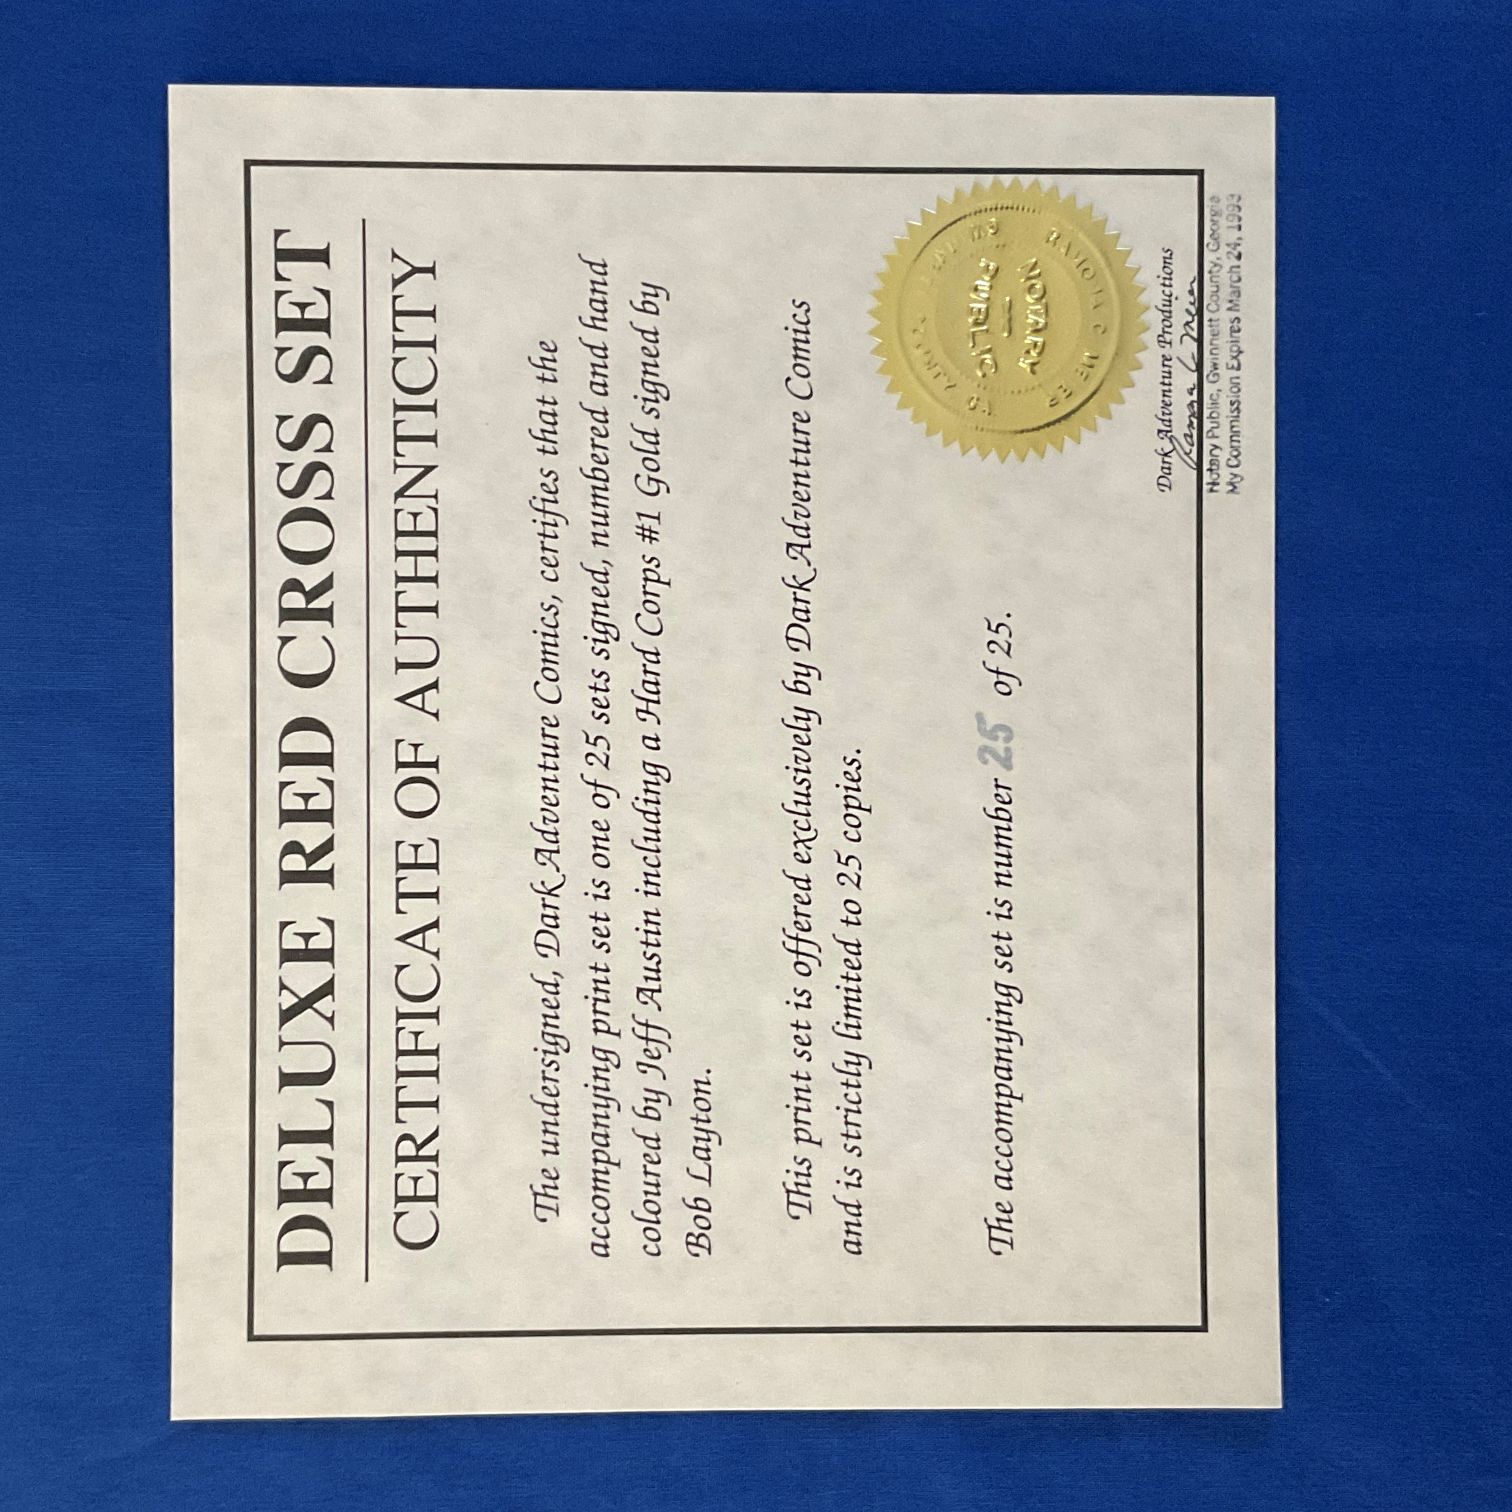 DELUXE RED CROSS SET
CERTIFICATE OF AUTHENTICITY
The undersigned, Dark Adventure Comics, certifies that the
accompanying print set is one of 25 sets signed, numbered and hand
coloured by Jeff Austin including a Hard Corps #1 Gold signed by
Bob Layton.
This print set is offered exclusively by Dark Adventure Comics
and is strictly limited to 25 copies.
The accompanying set is number 25 of 25.
NOTARY
PUBLIC
Dark Adventure Productions
Notary Public, Gwinnett County, Georgia
My Commission Expires March 24, 1993